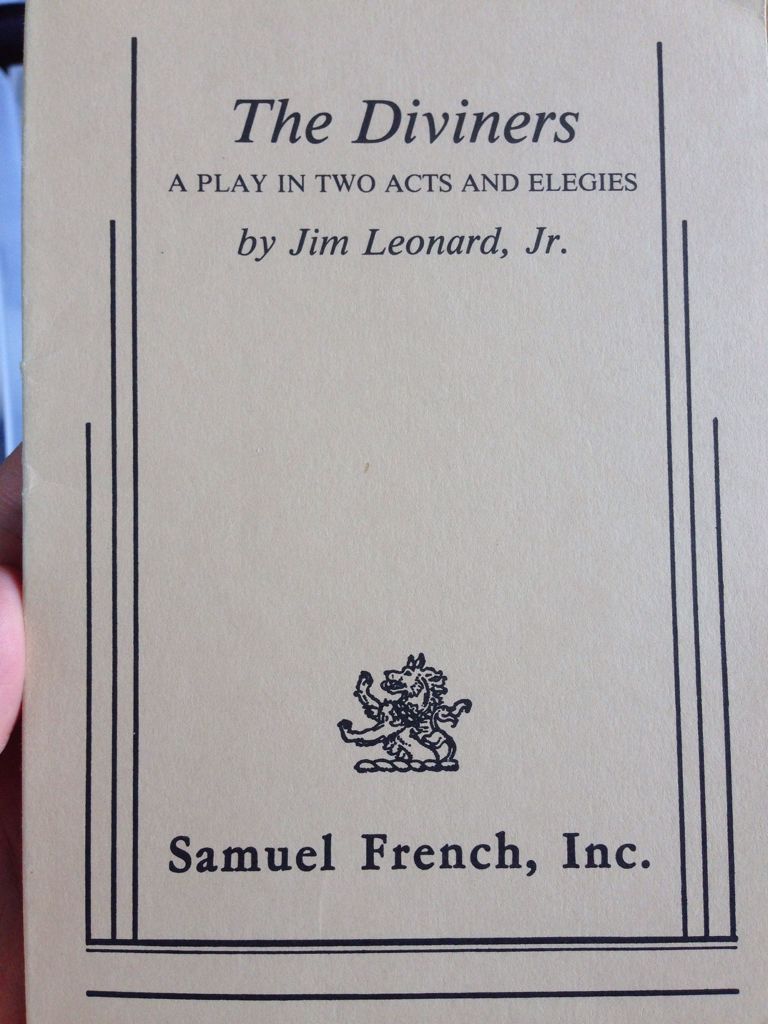 The Diviners
A PLAY IN TWO ACTS AND ELEGIES
by Jim Leonard, Jr.
Samuel French, Inc.